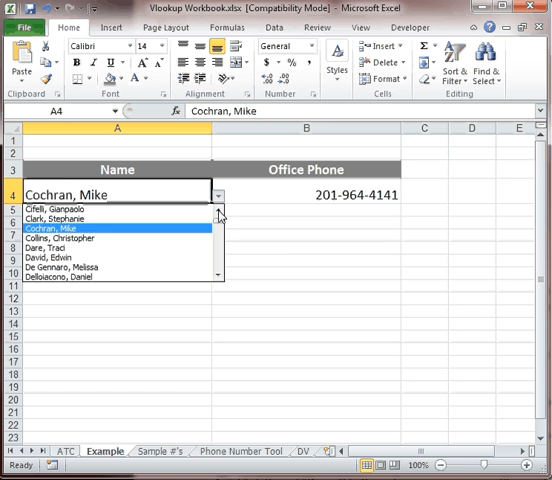 Vlookup Workbook.xlsx [Compatibility Mode] - Microsoft Excel
File Home Insert Page Layout Formulas Data Review View Developer
Calibri 14 General Insert Σ
Paste B I U A A $ % , Styles Delete Sort & Filter Find & Select
Format
Clipboard Font Alignment Number Cells Editing
A4 fx Cochran, Mike
A B C D E
1
2
3 Name Office Phone
4 Cochran, Mike 201-964-4141
5 Cifelli, Gianpaolo
6 Clark, Stephanie
Cochran, Mike
7 Collins, Christopher
8 Dare, Traci
9 David, Edwin
De Gennaro, Melissa
10 Delloiacono, Daniel
11
12
13
14
15
16
17
18
19
20
21
22
23
ATC Example Sample #'s Phone Number Tool DV
Ready 100%